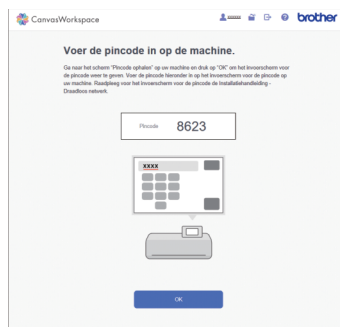 CanvasWorkspace
brother
Voer de pincode in op de machine.
Ga naar het scherm "Pincode ophalen" op uw machine en druk op "OK" om het invoerscherm voor
de pincode weer te geven. Voer de pincode hieronder in op het invoerscherm voor de pincode op
uw machine. Raadpleeg voor het invoerscherm voor de pincode de Installatiehandleiding -
Draadloos netwerk.
Pincode 8623
XXXX
OK